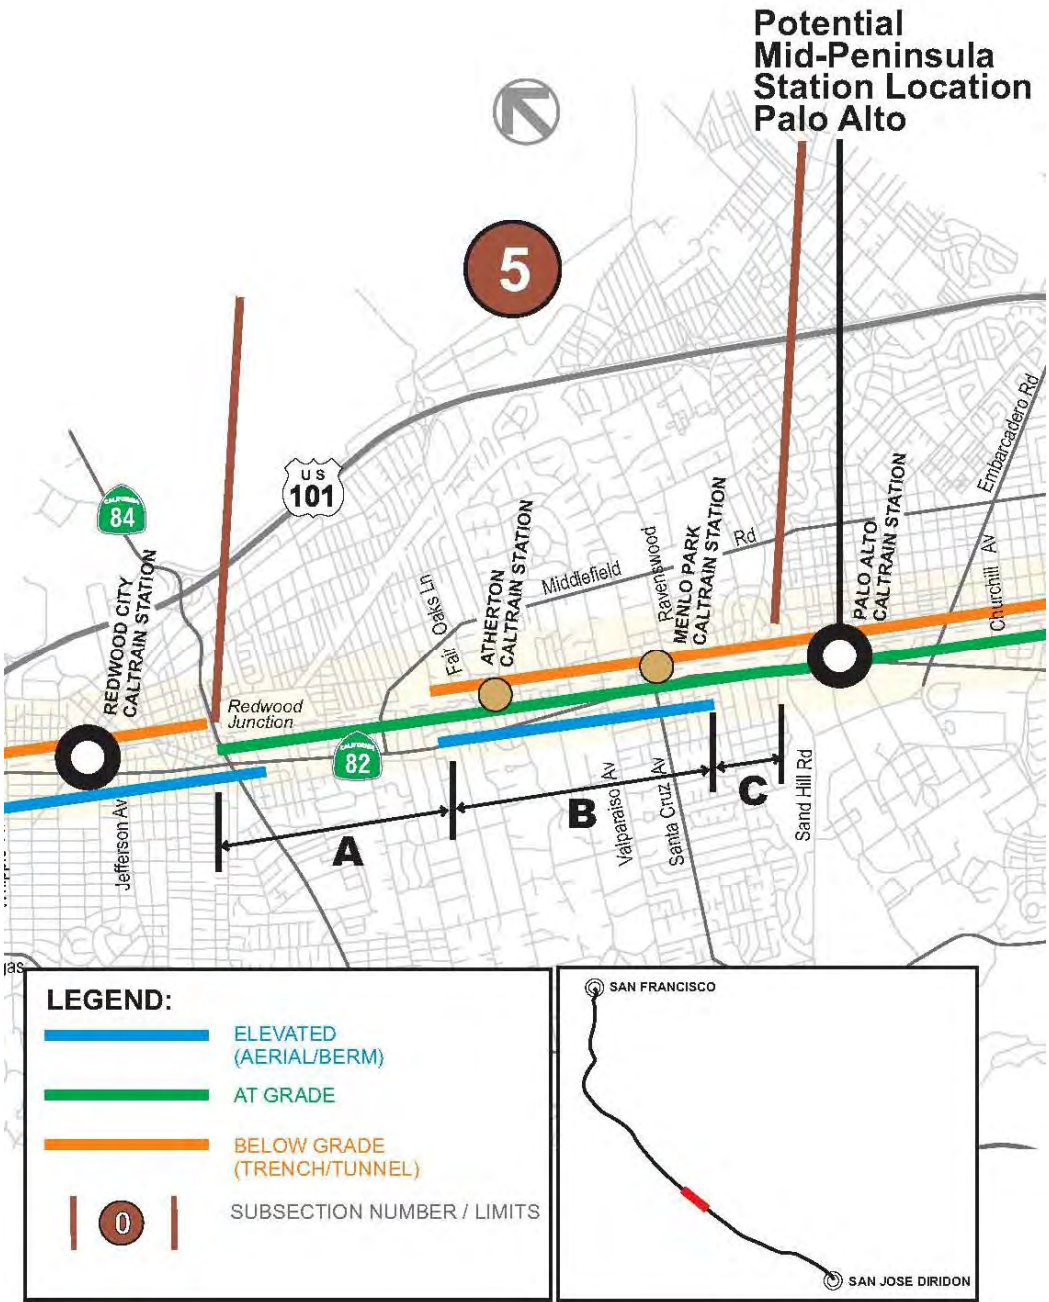 Potential
Mid-Peninsula
Station Location
Palo Alto
5
US
101
CALIFORNIA
84
REDWOOD CITY
CALTRAIN STATION
Fair Oaks Ln
ATHERTON
CALTRAIN STATION
Middlefield Rd
Ravenswood
MENLO PARK
CALTRAIN STATION
PALO ALTO
CALTRAIN STATION
Embarcadero Rd
Churchill Av
Redwood
Junction
CALIFORNIA
82
Jefferson Av
A
B
C
Valparaiso Av
Santa Cruz Av
Sand Hill Rd
LEGEND:
ELEVATED
(AERIAL/BERM)
AT GRADE
BELOW GRADE
(TRENCH/TUNNEL)
0
SUBSECTION NUMBER / LIMITS
SAN FRANCISCO
SAN JOSE DIRIDON